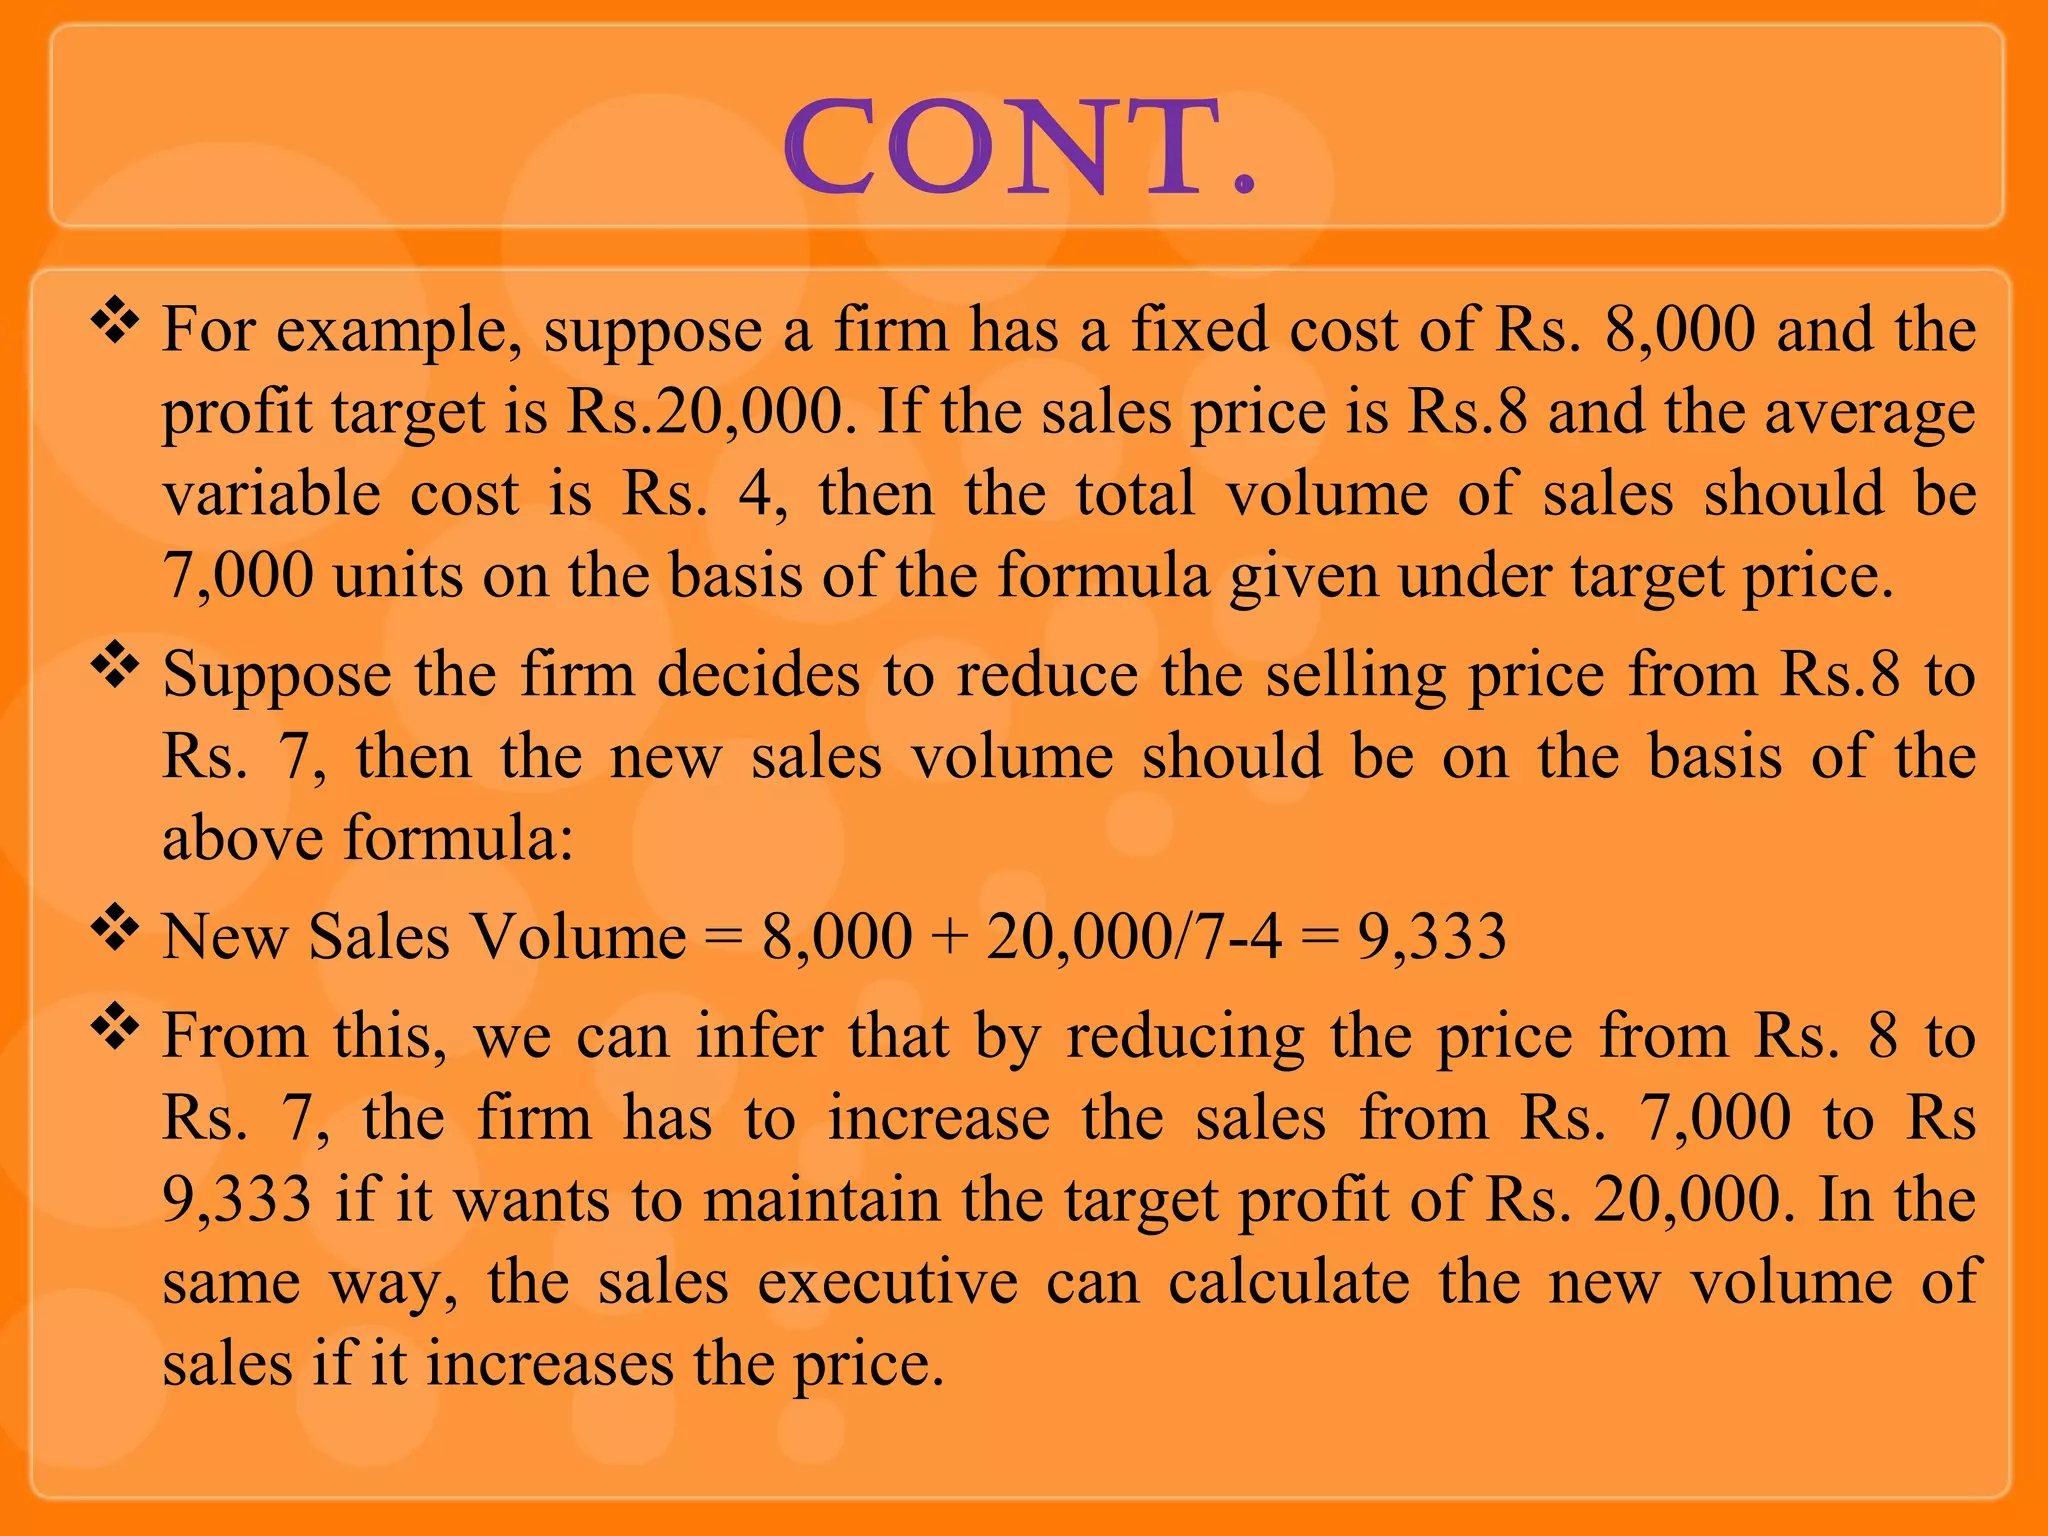 CONT.
❖ For example, suppose a firm has a fixed cost of Rs. 8,000 and the
profit target is Rs.20,000. If the sales price is Rs.8 and the average
variable cost is Rs. 4, then the total volume of sales should be
7,000 units on the basis of the formula given under target price.
❖ Suppose the firm decides to reduce the selling price from Rs.8 to
Rs. 7, then the new sales volume should be on the basis of the
above formula:
❖ New Sales Volume = 8,000 + 20,000/7-4 = 9,333
❖ From this, we can infer that by reducing the price from Rs. 8 to
Rs. 7, the firm has to increase the sales from Rs. 7,000 to Rs
9,333 if it wants to maintain the target profit of Rs. 20,000. In the
same way, the sales executive can calculate the new volume of
sales if it increases the price.